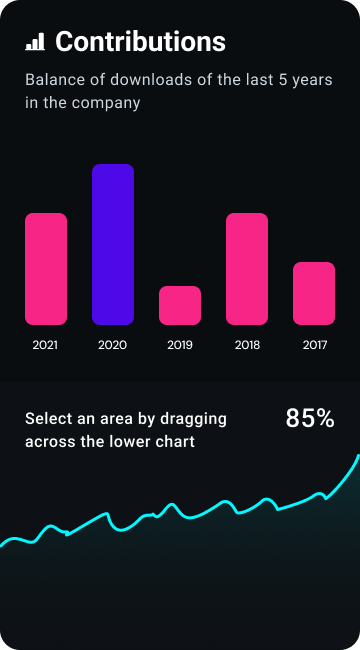 Contributions
Balance of downloads of the last 5 years
in the company
2021 2020 2019 2018 2017
Select an area by dragging 85%
across the lower chart